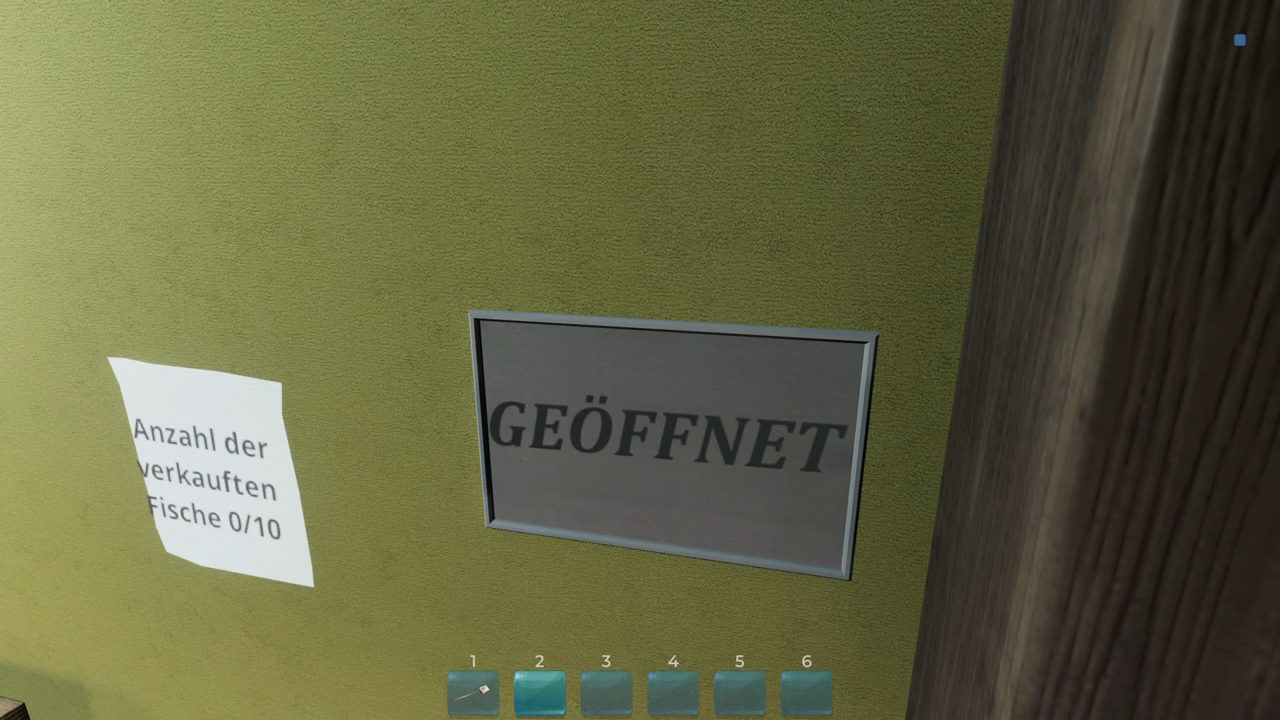 Anzahl der
verkauften
Fische 0/10
GEÖFFNET
1 2 3 4 5 6